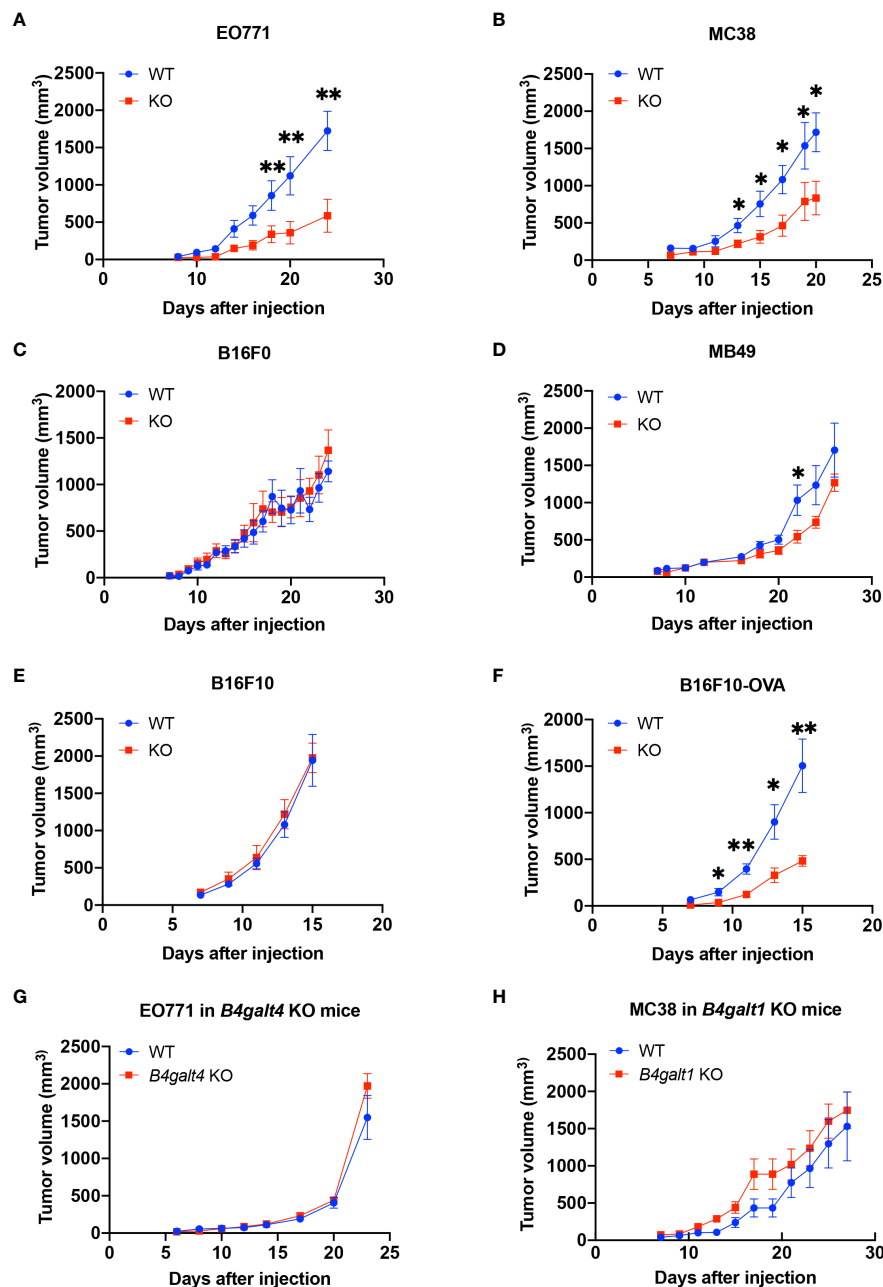 A
EO771
WT
KO
Tumor volume (mm3)
2500
2000
1500
1000
500
0
** ** **
0 10 20 30
Days after injection
B
MC38
WT
KO
Tumor volume (mm3)
2500
2000
1500
1000
500
0
* * * * *
0 5 10 15 20 25
Days after injection
C
B16F0
WT
KO
Tumor volume (mm3)
2000
1500
1000
500
0
0 10 20 30
Days after injection
D
MB49
WT
KO
Tumor volume (mm3)
2500
2000
1500
1000
500
0
*
0 10 20 30
Days after injection
E
B16F10
WT
KO
Tumor volume (mm3)
2500
2000
1500
1000
500
0
0 5 10 15 20
Days after injection
F
B16F10-OVA
WT
KO
Tumor volume (mm3)
2000
1500
1000
500
0
* ** * **
0 5 10 15 20
Days after injection
G
EO771 in B4galt4 KO mice
WT
B4galt4 KO
Tumor volume (mm3)
2500
2000
1500
1000
500
0
0 5 10 15 20 25
Days after injection
H
MC38 in B4galt1 KO mice
WT
B4galt1 KO
Tumor volume (mm3)
2500
2000
1500
1000
500
0
0 10 20 30
Days after injection